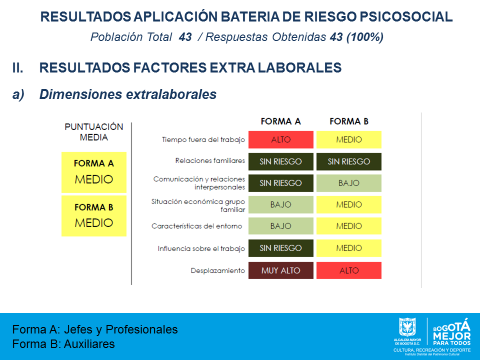 RESULTADOS APLICACIÓN BATERIA DE RIESGO PSICOSOCIAL
Población Total 43 / Respuestas Obtenidas 43 (100%)
II. RESULTADOS FACTORES EXTRA LABORALES
a) Dimensiones extralaborales
PUNTUACIÓN
MEDIA
FORMA A
MEDIO
FORMA B
MEDIO
FORMA A FORMA B
Tiempo fuera del trabajo ALTO MEDIO
Relaciones familiares SIN RIESGO SIN RIESGO
Comunicación y relaciones
interpersonales SIN RIESGO BAJO
Situación económica grupo
familiar BAJO MEDIO
Características del entorno BAJO MEDIO
Influencia sobre el trabajo SIN RIESGO MEDIO
Desplazamiento MUY ALTO ALTO
Forma A: Jefes y Profesionales
Forma B: Auxiliares
ALCALDÍA MAYOR
DE BOGOTÁ D.C.
BOGOTÁ
MEJOR
PARA TODOS
CULTURA, RECREACIÓN Y DEPORTE